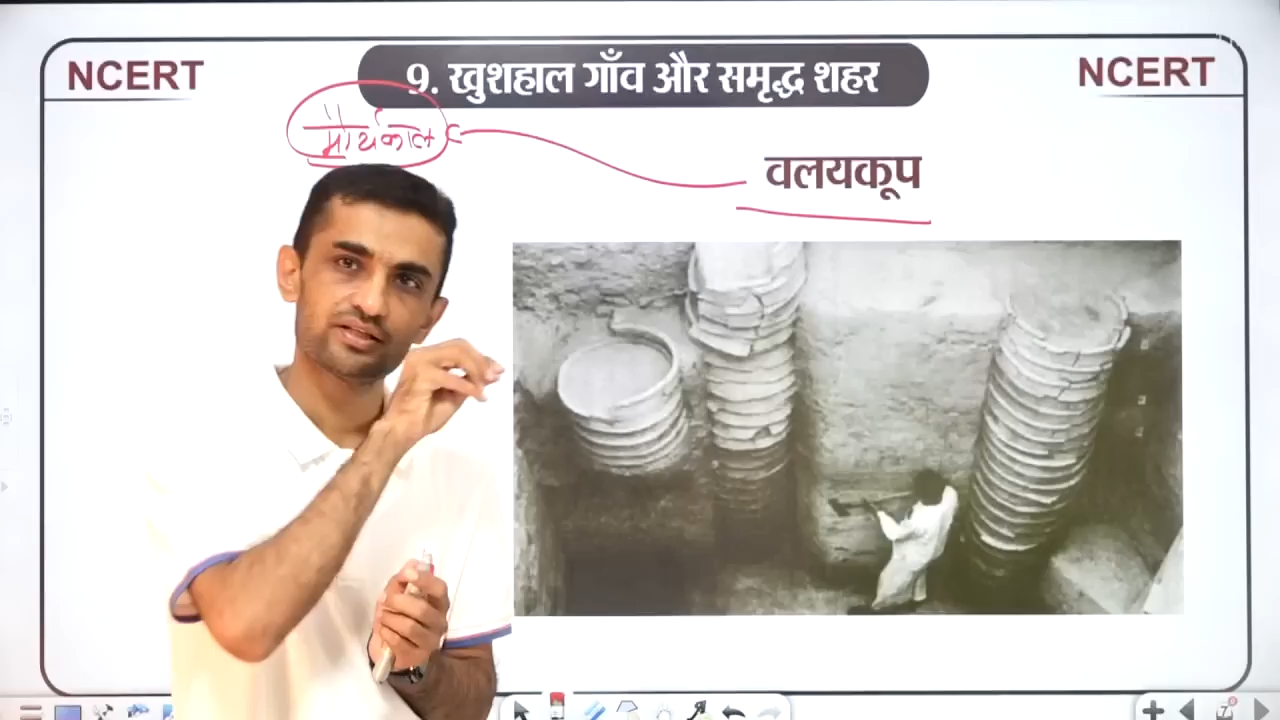 NCERT
9. खुशहाल गाँव और समृद्ध शहर
NCERT
मौर्यकाल
वलयकूप